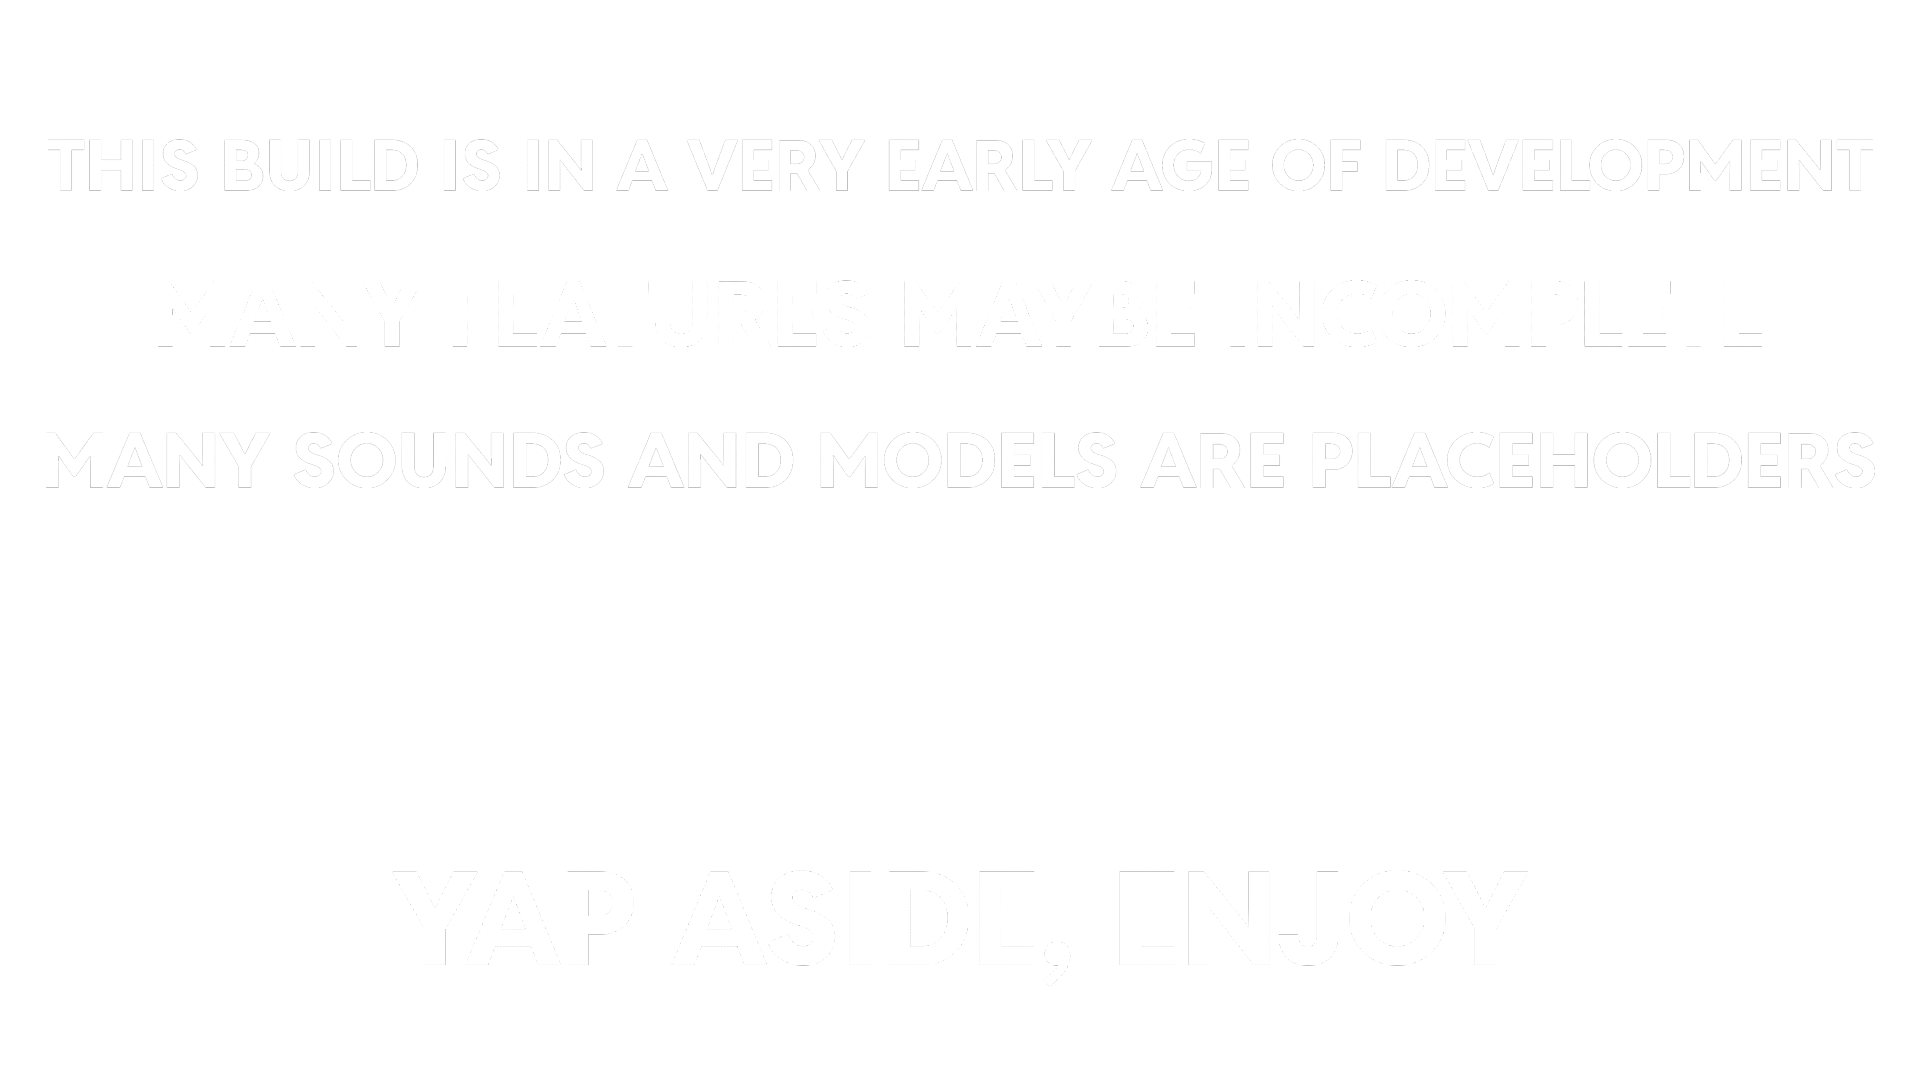 THIS BUILD IS IN A VERY EARLY AGE OF DEVELOPMENT
MANY FEATURES MAYBE INCOMPLETE
MANY SOUNDS AND MODELS ARE PLACEHOLDERS
YAP ASIDE, ENJOY